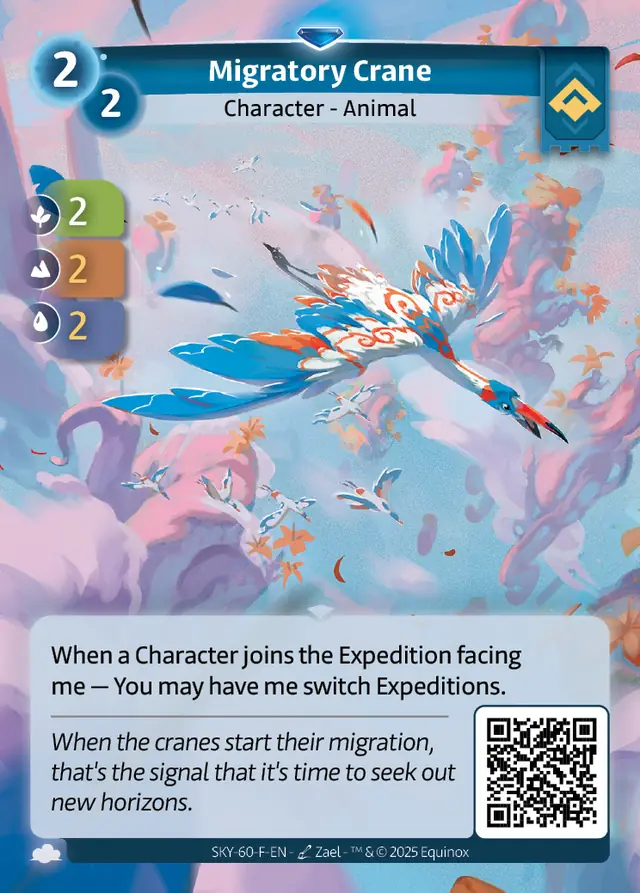 2
2
Migratory Crane
Character - Animal
2
2
2
When a Character joins the Expedition facing
me — You may have me switch Expeditions.
When the cranes start their migration,
that's the signal that it's time to seek out
new horizons.
SKY-60-F-EN - Zael - ™ & © 2025 Equinox